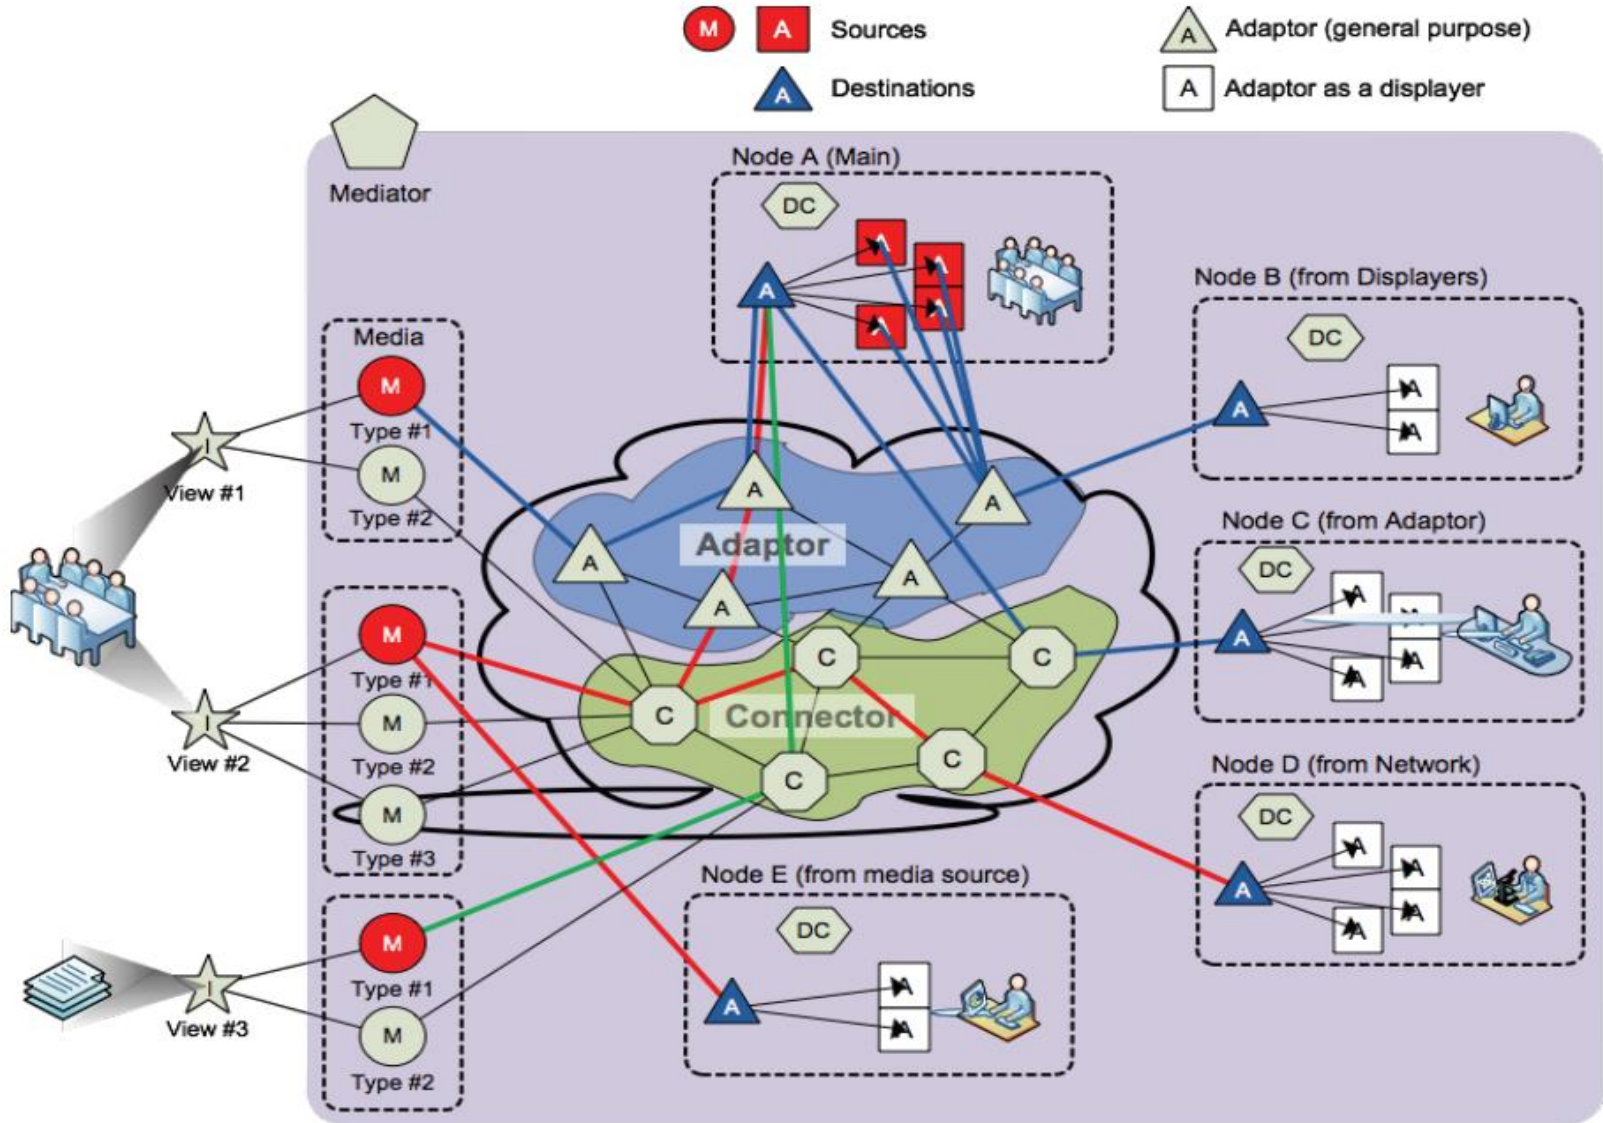 M A Sources
A Adaptor (general purpose)
A Destinations
A Adaptor as a displayer
Mediator
Node A (Main)
DC
A
A
A
A
A
Node B (from Displayers)
DC
A
A
A
Media
M
Type #1
M
Type #2
I
View #1
A
A
Adaptor
A
A
A
Node C (from Adaptor)
DC
A
A
A
A
A
M
Type #1
M
Type #2
M
Type #3
I
View #2
C
C
C
Connector
C
C
Node D (from Network)
DC
A
A
A
A
A
Node E (from media source)
DC
A
A
A
M
Type #1
M
Type #2
I
View #3